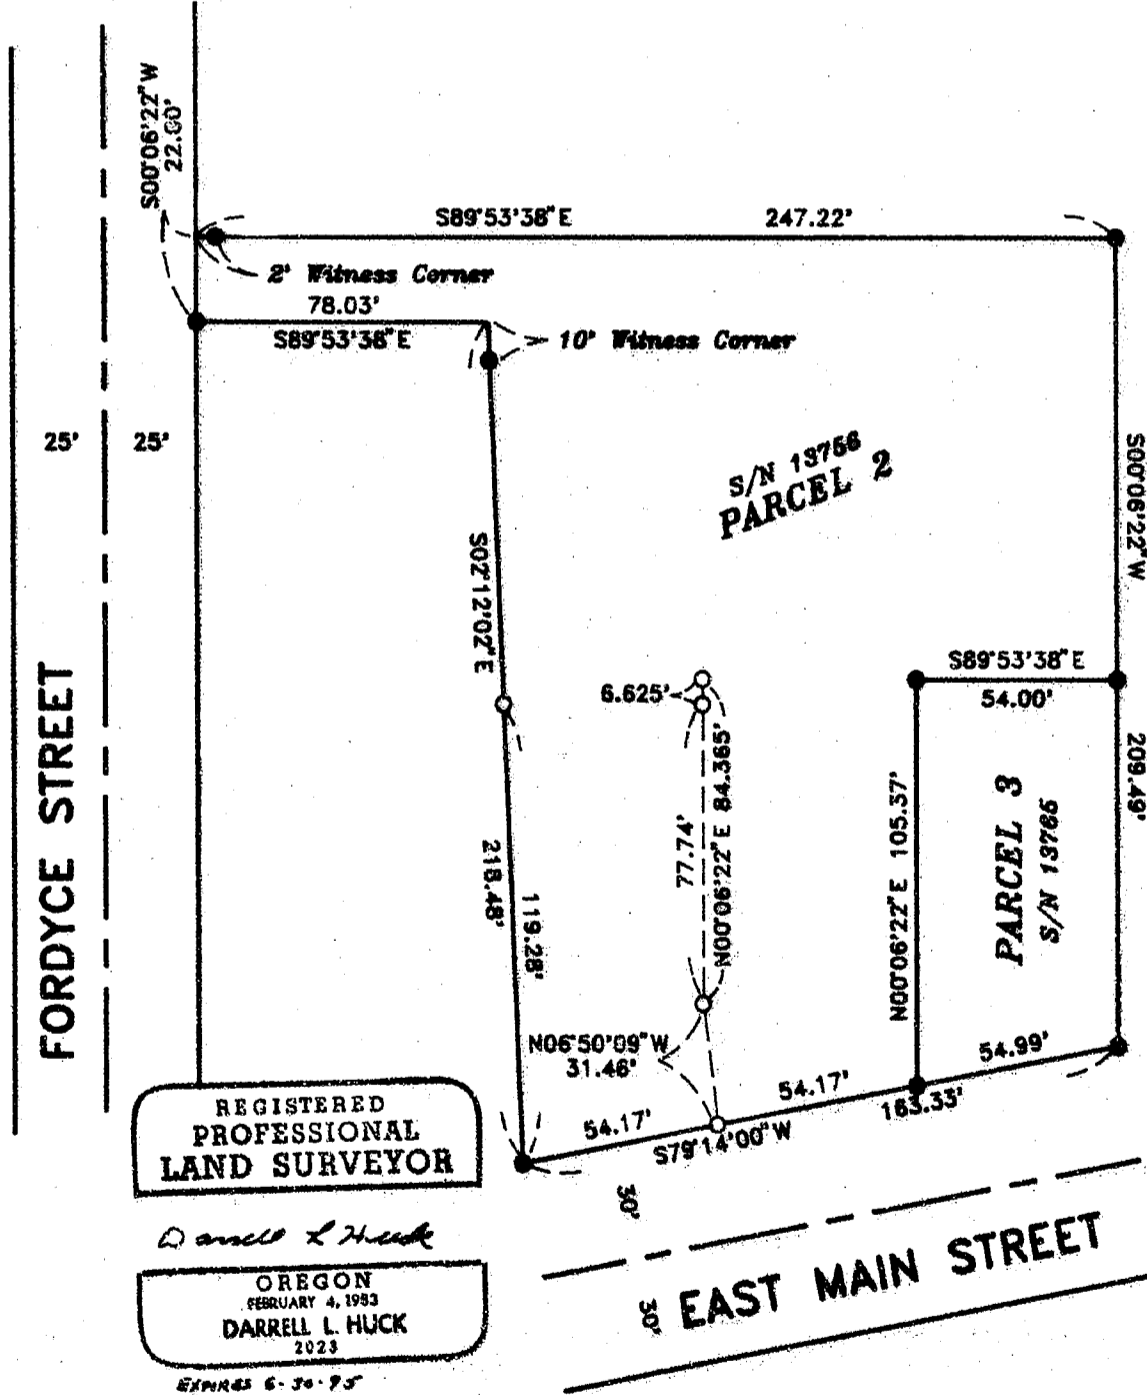 S00°06'22"W
22.00'
S89°53'38"E 247.22'
2' Witness Corner
78.03'
S89°53'38"E
10' Witness Corner
25' 25'
S/N 13756
PARCEL 2
S00°06'22"W
S02°12'02"E
S89°53'38"E
54.00'
6.625'
209.49'
FORDYCE STREET
77.74'
N00°06'22"E 84.365'
N00°06'22"E 105.37'
PARCEL 3
S/N 13765
218.48'
119.28'
N06°50'09"W
31.46'
54.99'
54.17'
163.33'
54.17'
S79°14'00"W
REGISTERED
PROFESSIONAL
LAND SURVEYOR
Darrell L Huck
OREGON
FEBRUARY 4, 1983
DARRELL L. HUCK
2023
EXPIRES 6-30-95
30'
30'
EAST MAIN STREET